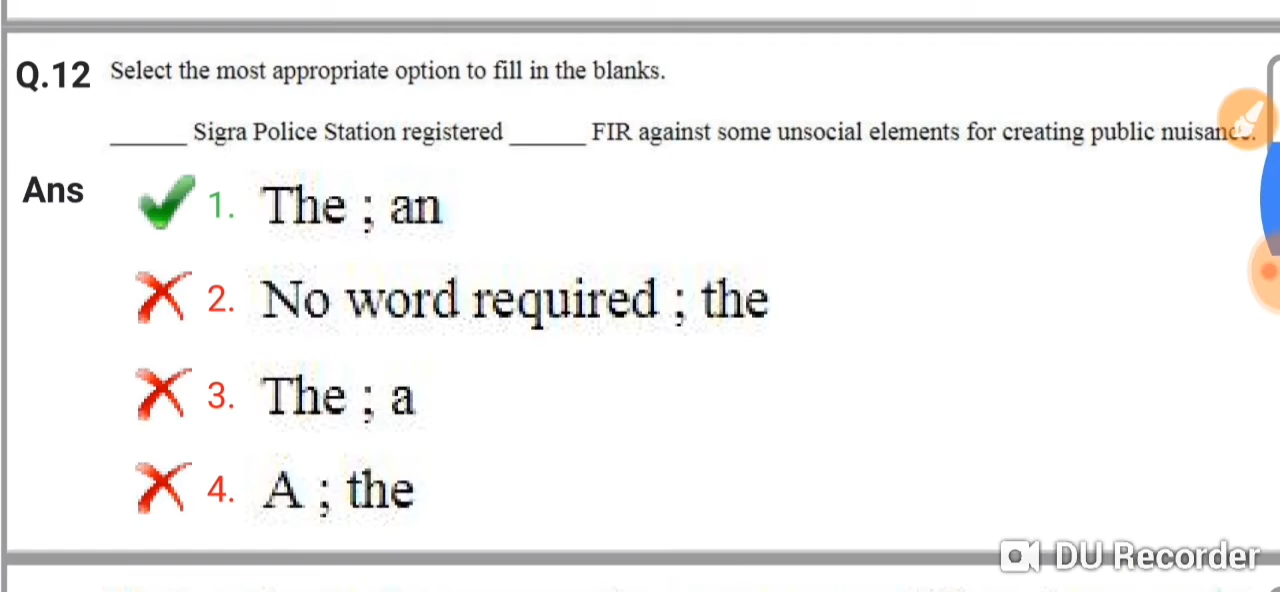 Q.12 Select the most appropriate option to fill in the blanks.
______ Sigra Police Station registered ______ FIR against some unsocial elements for creating public nuisance.
Ans 1. The ; an
2. No word required ; the
3. The ; a
4. A ; the
DU Recorder